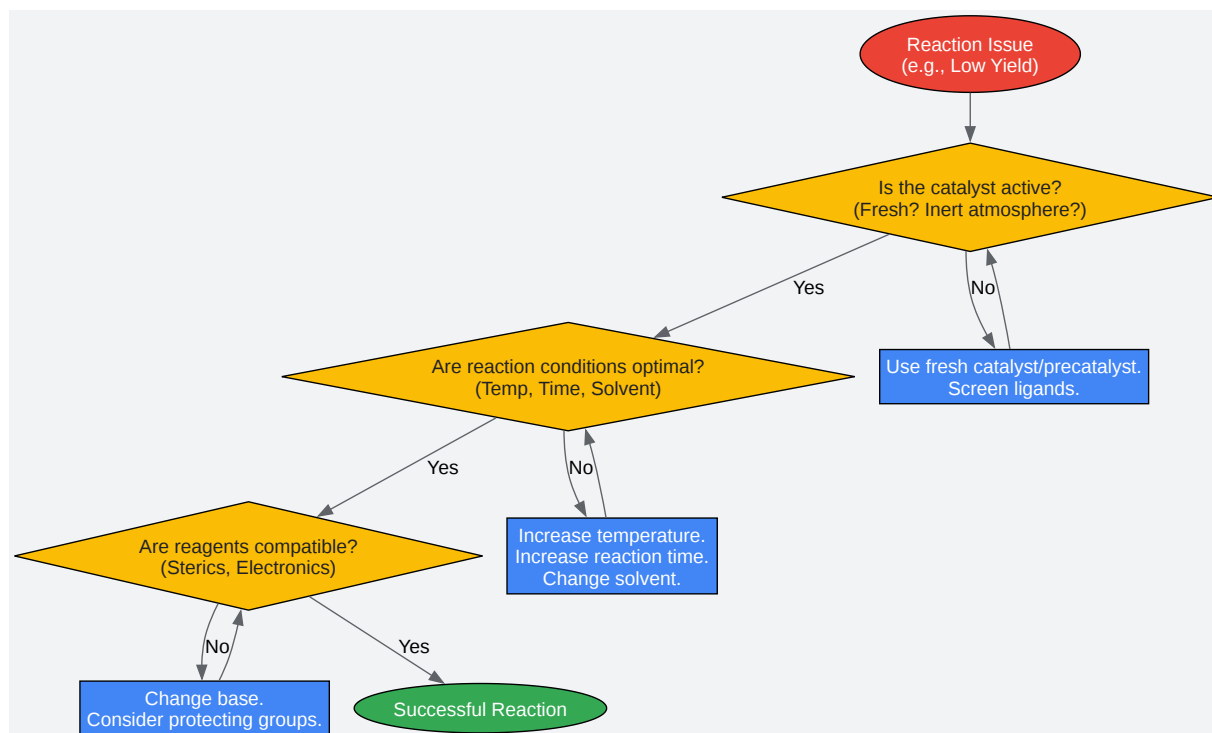 Reaction Issue
(e.g., Low Yield)
Is the catalyst active?
(Fresh? Inert atmosphere?)
Yes
No
Are reaction conditions optimal?
(Temp, Time, Solvent)
Use fresh catalyst/precatalyst.
Screen ligands.
Yes
No
Are reagents compatible?
(Sterics, Electronics)
Increase temperature.
Increase reaction time.
Change solvent.
No
Yes
Change base.
Consider protecting groups.
Successful Reaction